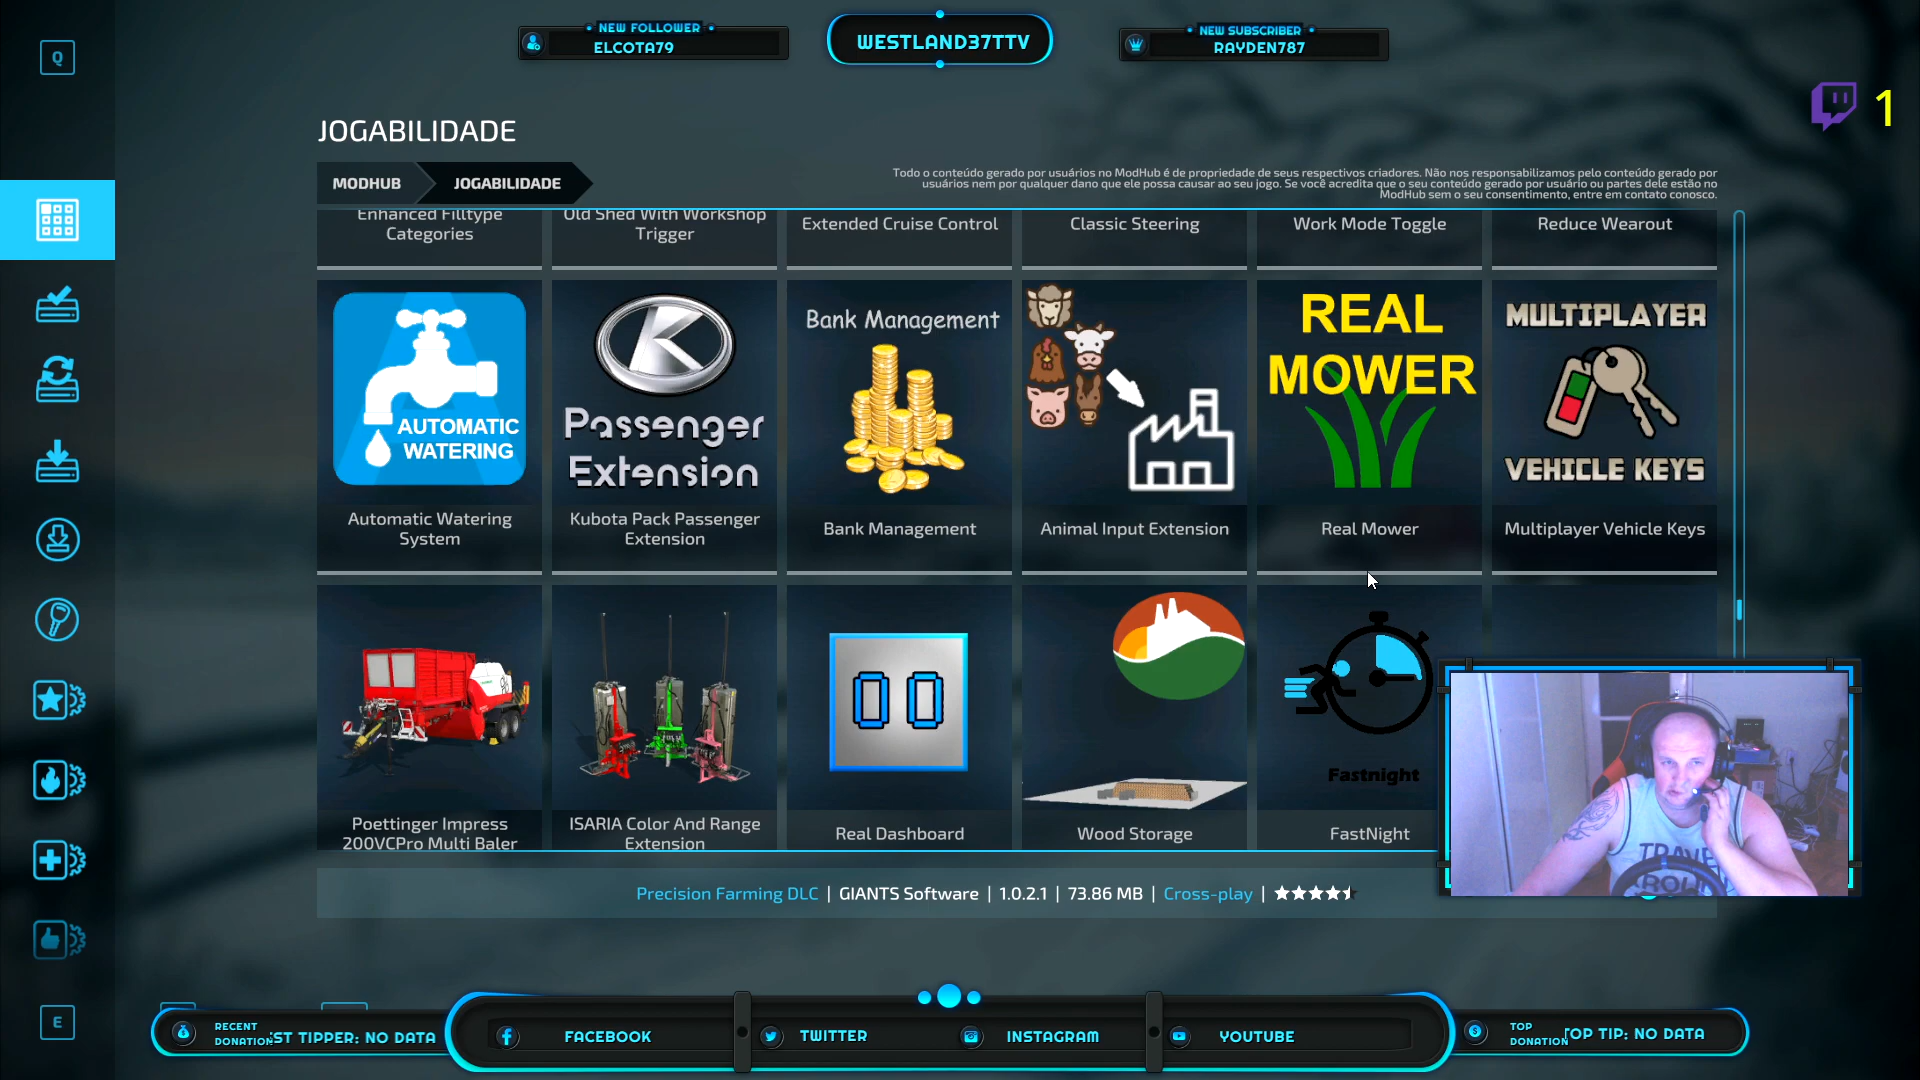 NEW FOLLOWER
ELCOTA79
WESTLAND37TTV
NEW SUBSCRIBER
RAYDEN787
Q
1
JOGABILIDADE
MODHUB
JOGABILIDADE
Todo o conteúdo gerado por usuários no ModHub é de propriedade de seus respectivos criadores. Não nos responsabilizamos pelo conteúdo gerado por
usuários nem por qualquer dano que ele possa causar ao seu jogo. Se você acredita que o seu conteúdo gerado por usuário ou partes dele estão no
ModHub sem o seu consentimento, entre em contato conosco.
Enhanced Filltype
Categories
Old Shed With Workshop
Trigger
Extended Cruise Control
Classic Steering
Work Mode Toggle
Reduce Wearout
AUTOMATIC
WATERING
K
Passenger
Extension
Bank Management
REAL
MOWER
MULTIPLAYER
VEHICLE KEYS
Automatic Watering
System
Kubota Pack Passenger
Extension
Bank Management
Animal Input Extension
Real Mower
Multiplayer Vehicle Keys
00
Fastnight
Poettinger Impress
200VCPro Multi Baler
ISARIA Color And Range
Extension
Real Dashboard
Wood Storage
FastNight
TRAVE
Precision Farming DLC | GIANTS Software | 1.0.2.1 | 73.86 MB | Cross-play |
E
RECENT
DONATION
ST TIPPER: NO DATA
FACEBOOK
TWITTER
INSTAGRAM
YOUTUBE
TOP
DONATION
TOP TIP: NO DATA